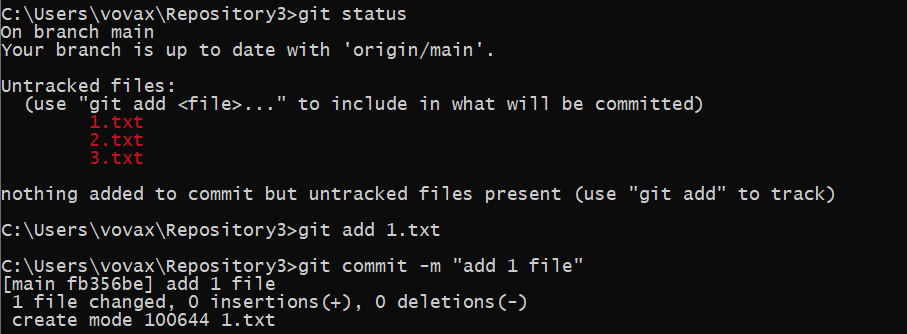 C:\Users\vovax\Repository3>git status
On branch main
Your branch is up to date with 'origin/main'.
Untracked files:
(use "git add <file>..." to include in what will be committed)
1.txt
2.txt
3.txt
nothing added to commit but untracked files present (use "git add" to track)
C:\Users\vovax\Repository3>git add 1.txt
C:\Users\vovax\Repository3>git commit -m "add 1 file"
[main fb356be] add 1 file
1 file changed, 0 insertions(+), 0 deletions(-)
create mode 100644 1.txt